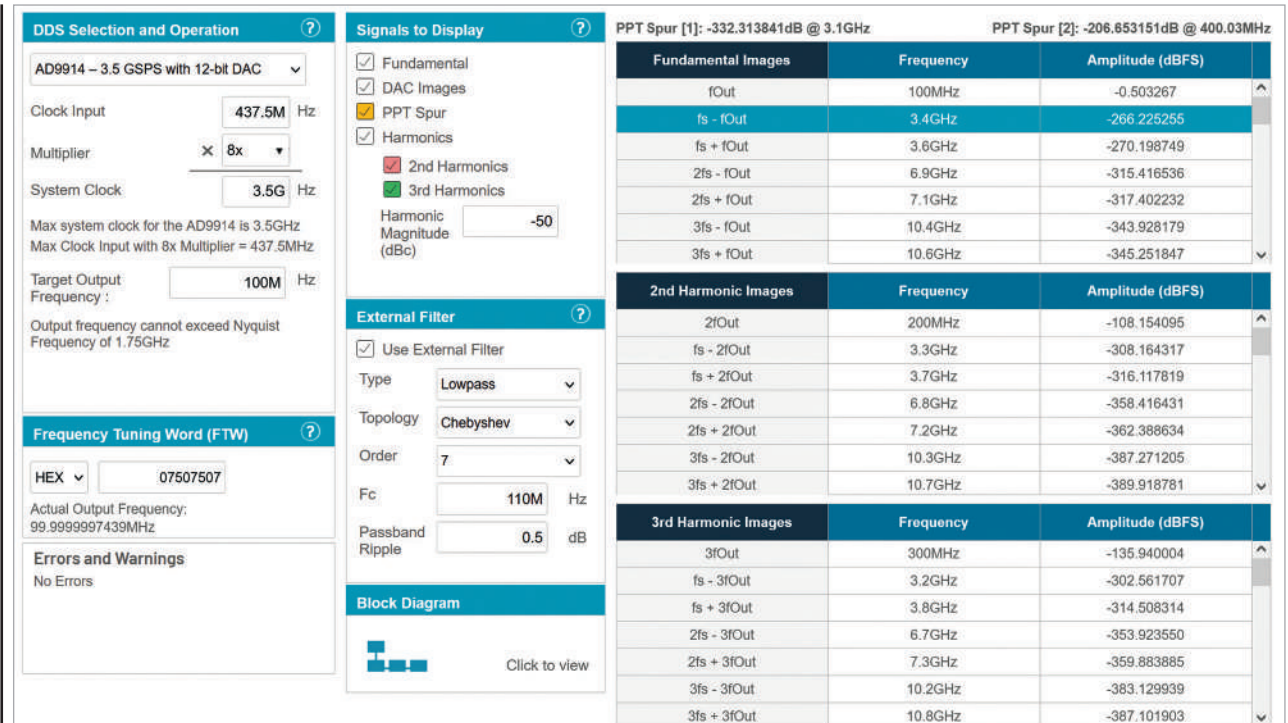 DDS Selection and Operation ?
AD9914 – 3.5 GSPS with 12-bit DAC
Clock Input 437.5M Hz
Multiplier × 8x
System Clock 3.5G Hz
Max system clock for the AD9914 is 3.5GHz
Max Clock Input with 8x Multiplier = 437.5MHz
Target Output 100M Hz
Frequency :
Output frequency cannot exceed Nyquist
Frequency of 1.75GHz
Frequency Tuning Word (FTW) ?
HEX 07507507
Actual Output Frequency:
99.9999997439MHz
Errors and Warnings
No Errors
Signals to Display ?
Fundamental
DAC Images
PPT Spur
Harmonics
2nd Harmonics
3rd Harmonics
Harmonic -50
Magnitude
(dBc)
External Filter ?
Use External Filter
Type Lowpass
Topology Chebyshev
Order 7
Fc 110M Hz
Passband 0.5 dB
Ripple
Block Diagram
Click to view
PPT Spur [1]: -332.313841dB @ 3.1GHz PPT Spur [2]: -206.653151dB @ 400.03MHz
Fundamental Images Frequency Amplitude (dBFS)
fOut 100MHz -0.503267
fs - fOut 3.4GHz -266.225255
fs + fOut 3.6GHz -270.198749
2fs - fOut 6.9GHz -315.416536
2fs + fOut 7.1GHz -317.402232
3fs - fOut 10.4GHz -343.928179
3fs + fOut 10.6GHz -345.251847
2nd Harmonic Images Frequency Amplitude (dBFS)
2fOut 200MHz -108.154095
fs - 2fOut 3.3GHz -308.164317
fs + 2fOut 3.7GHz -316.117819
2fs - 2fOut 6.8GHz -358.416431
2fs + 2fOut 7.2GHz -362.388634
3fs - 2fOut 10.3GHz -387.271205
3fs + 2fOut 10.7GHz -389.918781
3rd Harmonic Images Frequency Amplitude (dBFS)
3fOut 300MHz -135.940004
fs - 3fOut 3.2GHz -302.561707
fs + 3fOut 3.8GHz -314.508314
2fs - 3fOut 6.7GHz -353.923550
2fs + 3fOut 7.3GHz -359.883885
3fs - 3fOut 10.2GHz -383.129939
3fs + 3fOut 10.8GHz -387.101903